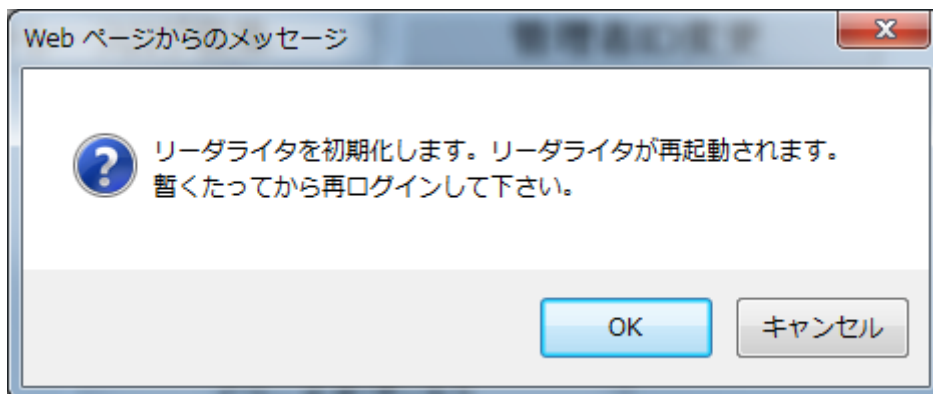 Web ページからのメッセージ
リーダライタを初期化します。リーダライタが再起動されます。
暫くたってから再ログインして下さい。
OK
キャンセル